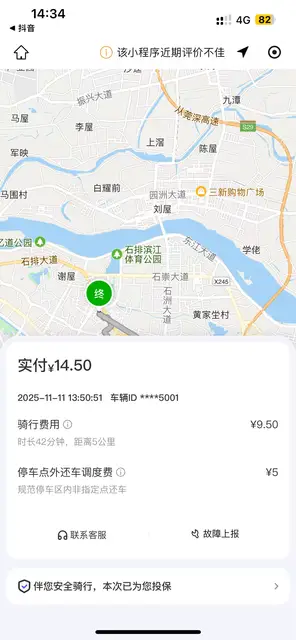 14:34
4G 82
抖音
该小程序近期评价不佳
九潭
振兴大道
马屋
李屋
从莞深高速
S29
上滘
陈屋
军映
白耀前
园洲大道
三新购物广场
马围村
刘屋
忆道公园
石排滨江
体育公园
东江大道
学佬
石排大道
石崇大道
谢屋
X245
终
石洲大道
黄家坣村
实付¥14.50
2025-11-11 13:50:51 车辆ID ****5001
骑行费用 ¥9.50
时长42分钟，距离5公里
停车点外还车调度费 ¥5
规范停车区内非指定点还车
联系客服 故障上报
伴您安全骑行，本次已为您投保